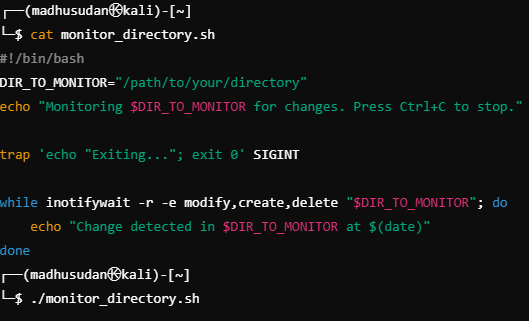 ┌──(madhusudan㉿kali)-[~]
└─$ cat monitor_directory.sh
#!/bin/bash
DIR_TO_MONITOR="/path/to/your/directory"
echo "Monitoring $DIR_TO_MONITOR for changes. Press Ctrl+C to stop."
trap 'echo "Exiting..."; exit 0' SIGINT
while inotifywait -r -e modify,create,delete "$DIR_TO_MONITOR"; do
    echo "Change detected in $DIR_TO_MONITOR at $(date)"
done
┌──(madhusudan㉿kali)-[~]
└─$ ./monitor_directory.sh